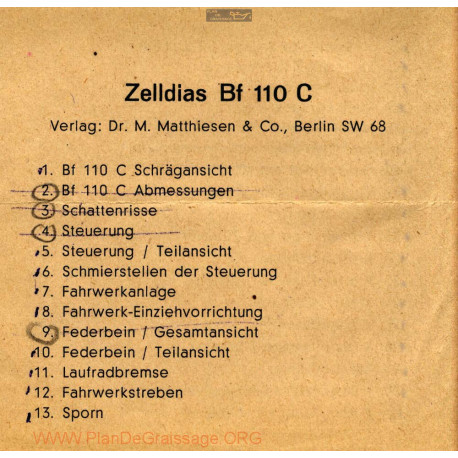 Zelldias Bf 110 C
Verlag: Dr. M. Matthiesen & Co., Berlin SW 68
1. Bf 110 C Schrägansicht
2. Bf 110 C Abmessungen
3. Schattenrisse
4. Steuerung
5. Steuerung / Teilansicht
6. Schmierstellen der Steuerung
7. Fahrwerkanlage
8. Fahrwerk-Einziehvorrichtung
9. Federbein / Gesamtansicht
10. Federbein / Teilansicht
11. Laufradbremse
12. Fahrwerkstreben
13. Sporn
WWW.PlanDeGraissage.ORG